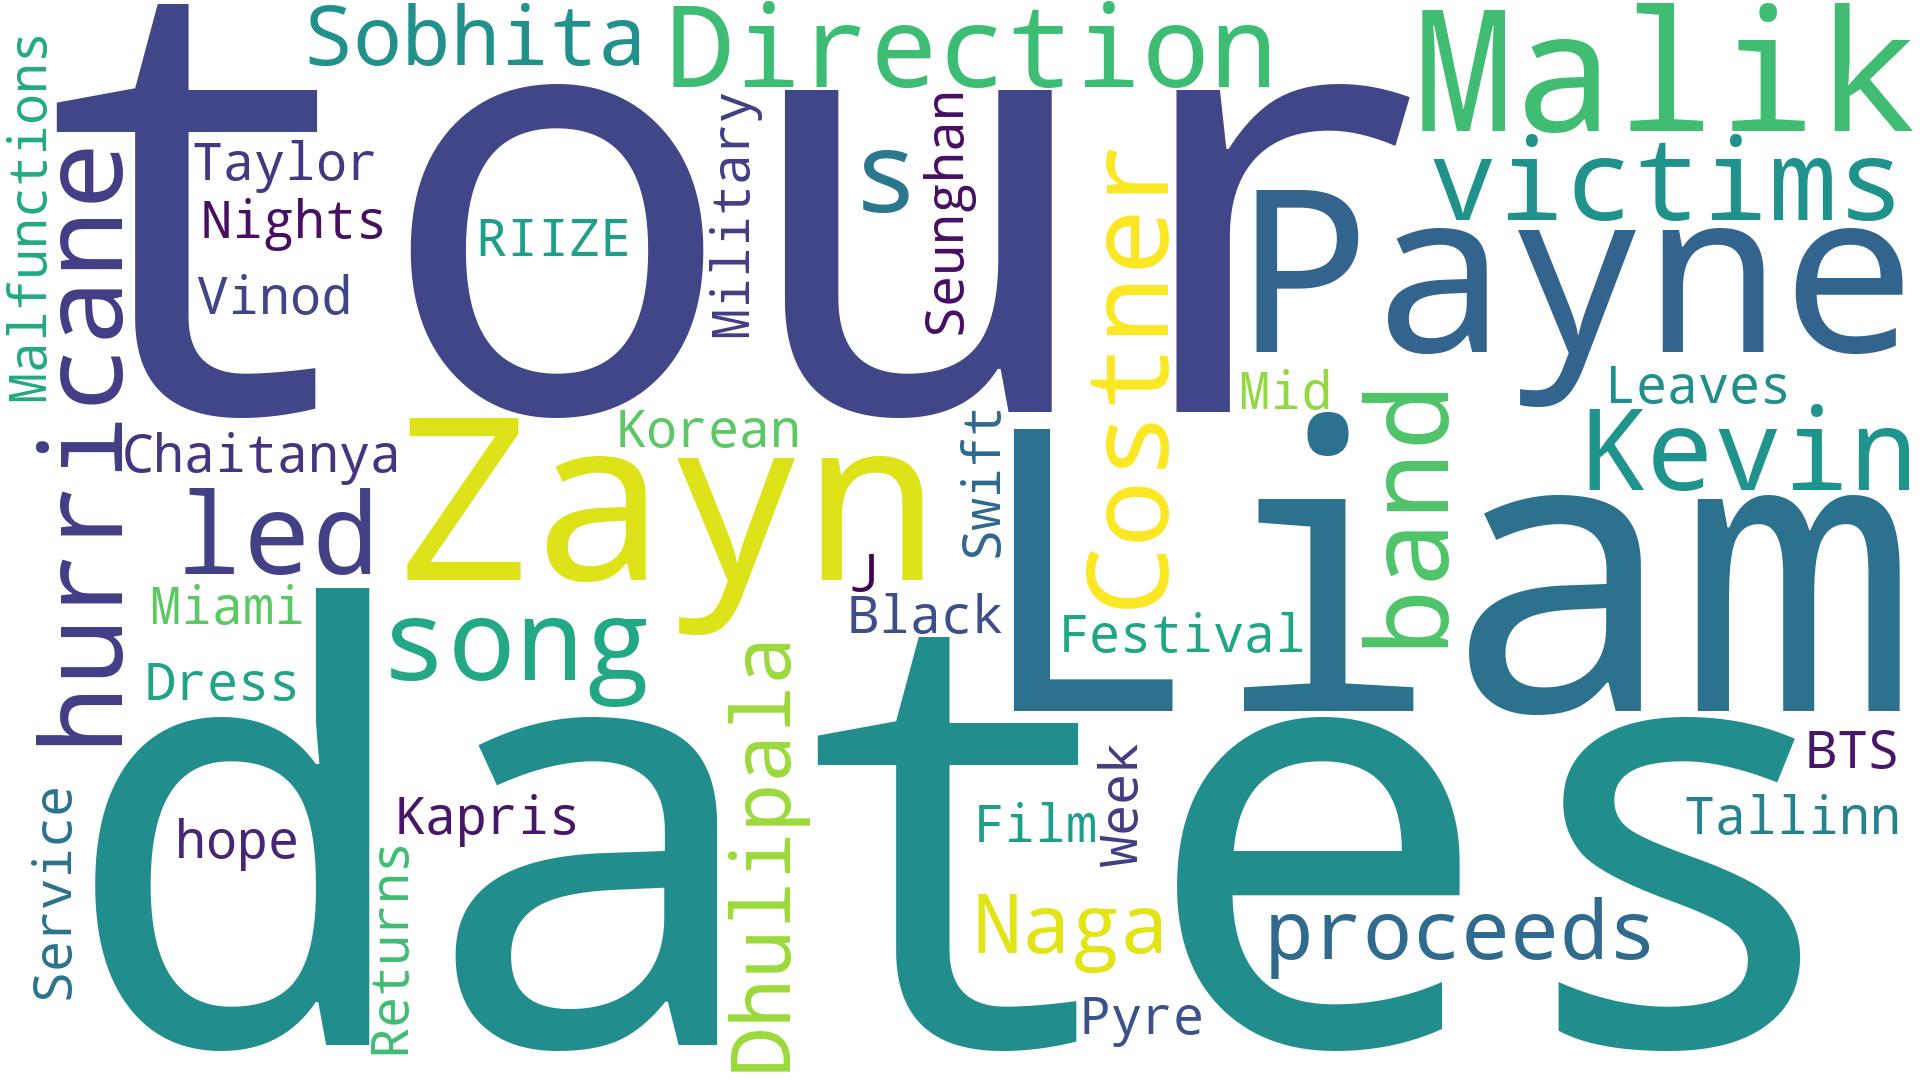 Sobhita
Direction
Malik
Malfunctions
tour
hurricane
Taylor
Nights
Vinod
RIIZE
Military
s
Seunghan
Costner
victims
Payne
Mid
Leaves
Kevin
Chaitanya
Korean
Zayn
Swift
band
Liam
led
J
Black
Miami
song
Festival
Dress
Dhulipala
dates
Week
BTS
Service
hope
Kapris
Film
Tallinn
Returns
Naga
proceeds
Pyre